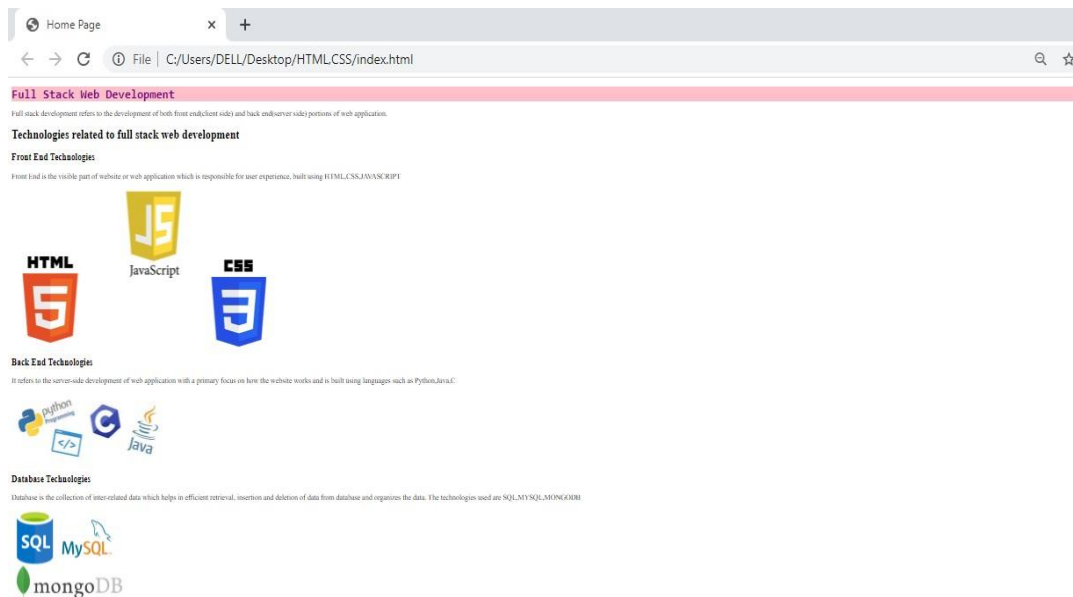 Home Page
File C:/Users/DELL/Desktop/HTML,CSS/index.html
Full Stack Web Development
Full stack development refers to the development of both front end(client side) and back end(server side) portions of web application.
Technologies related to full stack web development
Front End Technologies
Front End is the visible part of website or web application which is responsible for user experience, built using HTML,CSS,JAVASCRIPT
JS
HTML
JavaScript
CSS
5
3
Back End Technologies
It refers to the server-side development of web application with a primary focus on how the website works and is built using languages such as Python,Java,C
python
Programming
C
</>
Java
Database Technologies
Database is the collection of inter-related data which helps in efficient retrieval, insertion and deletion of data from database and organizes the data. The technologies used are SQL,MYSQL,MONGODB
SQL
MySQL
mongoDB